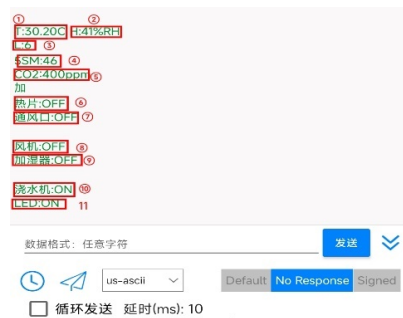 ① ②
T:30.20C H:41%RH
L:6 ③
SSM:46 ④
CO2:400ppm ⑤
加
热片:OFF ⑥
通风口:OFF ⑦
风机:OFF ⑧
加湿器:OFF ⑨
浇水机:ON ⑩
LED:ON 11
数据格式: 任意字符 发送
us-ascii Default No Response Signed
循环发送 延时(ms): 10